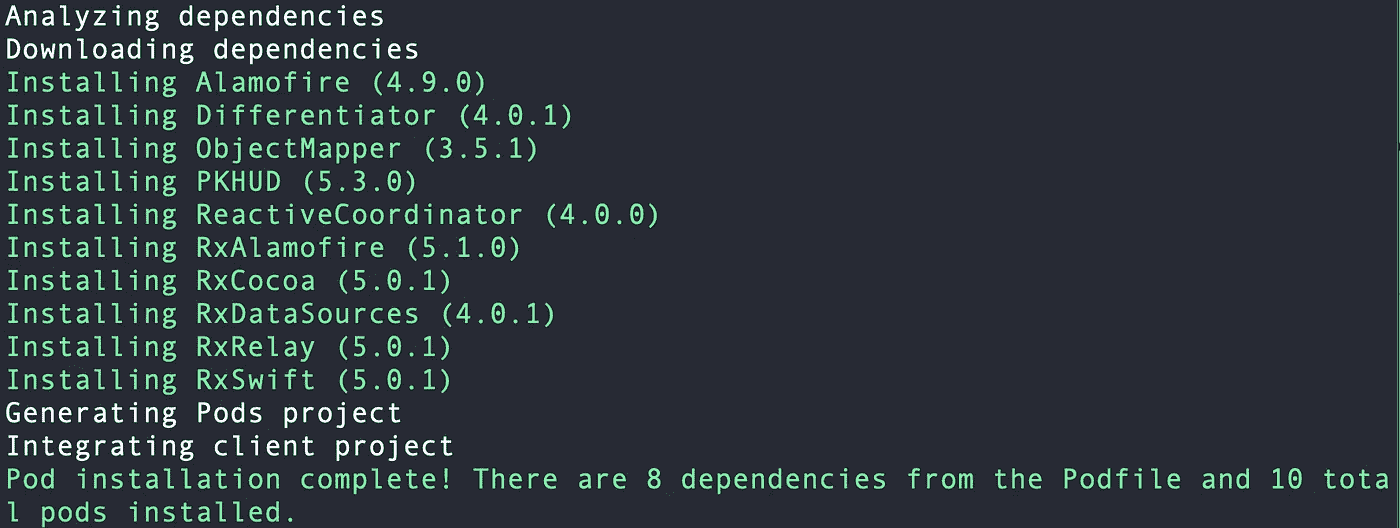 Analyzing dependencies
Downloading dependencies
Installing Alamofire (4.9.0)
Installing Differentiator (4.0.1)
Installing ObjectMapper (3.5.1)
Installing PKHUD (5.3.0)
Installing ReactiveCoordinator (4.0.0)
Installing RxAlamofire (5.1.0)
Installing RxCocoa (5.0.1)
Installing RxDataSources (4.0.1)
Installing RxRelay (5.0.1)
Installing RxSwift (5.0.1)
Generating Pods project
Integrating client project
Pod installation complete! There are 8 dependencies from the Podfile and 10 tota
l pods installed.